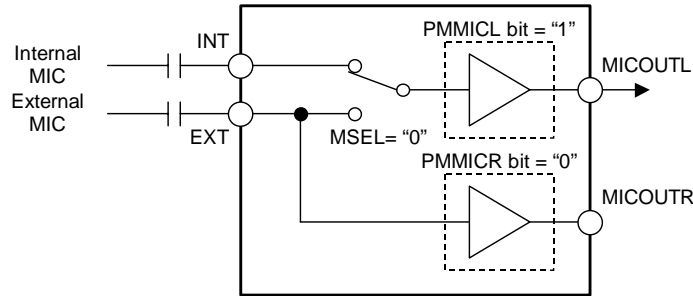 PMMICL bit = “1”
INT
MICOUTL
Internal
MIC
External
MIC
EXT
MSEL= “0”
PMMICR bit = “0”
MICOUTR